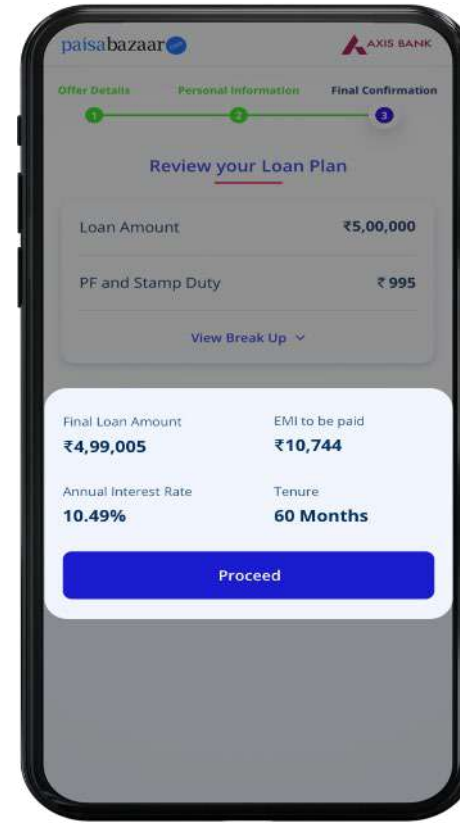 paisabazaar AXIS BANK
Offer Details Personal Information Final Confirmation
1 2 3
Review your Loan Plan
Loan Amount ₹5,00,000
PF and Stamp Duty ₹ 995
View Break Up
Final Loan Amount EMI to be paid
₹4,99,005 ₹10,744
Annual Interest Rate Tenure
10.49% 60 Months
Proceed